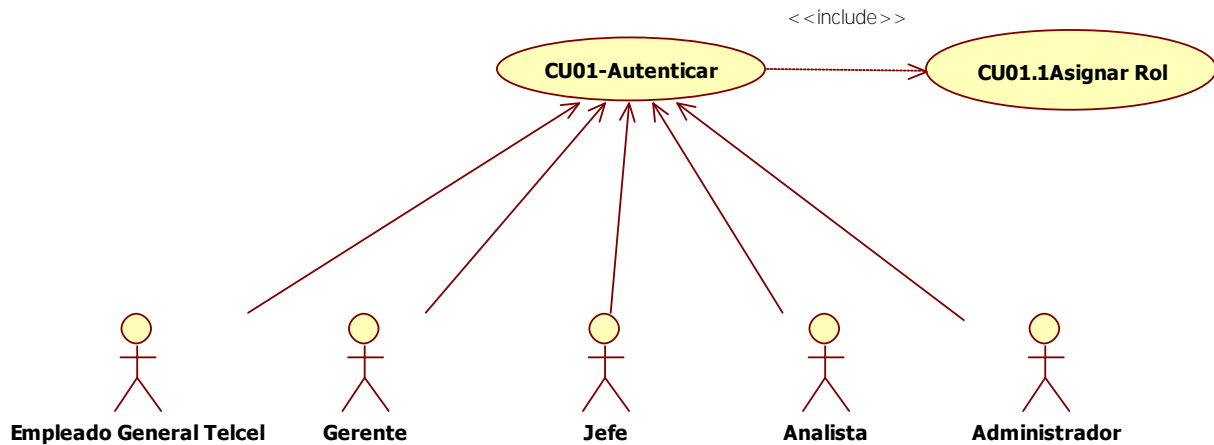 <<include>>
CU01-Autenticar
CU01.1Asignar Rol
Empleado General Telcel
Gerente
Jefe
Analista
Administrador